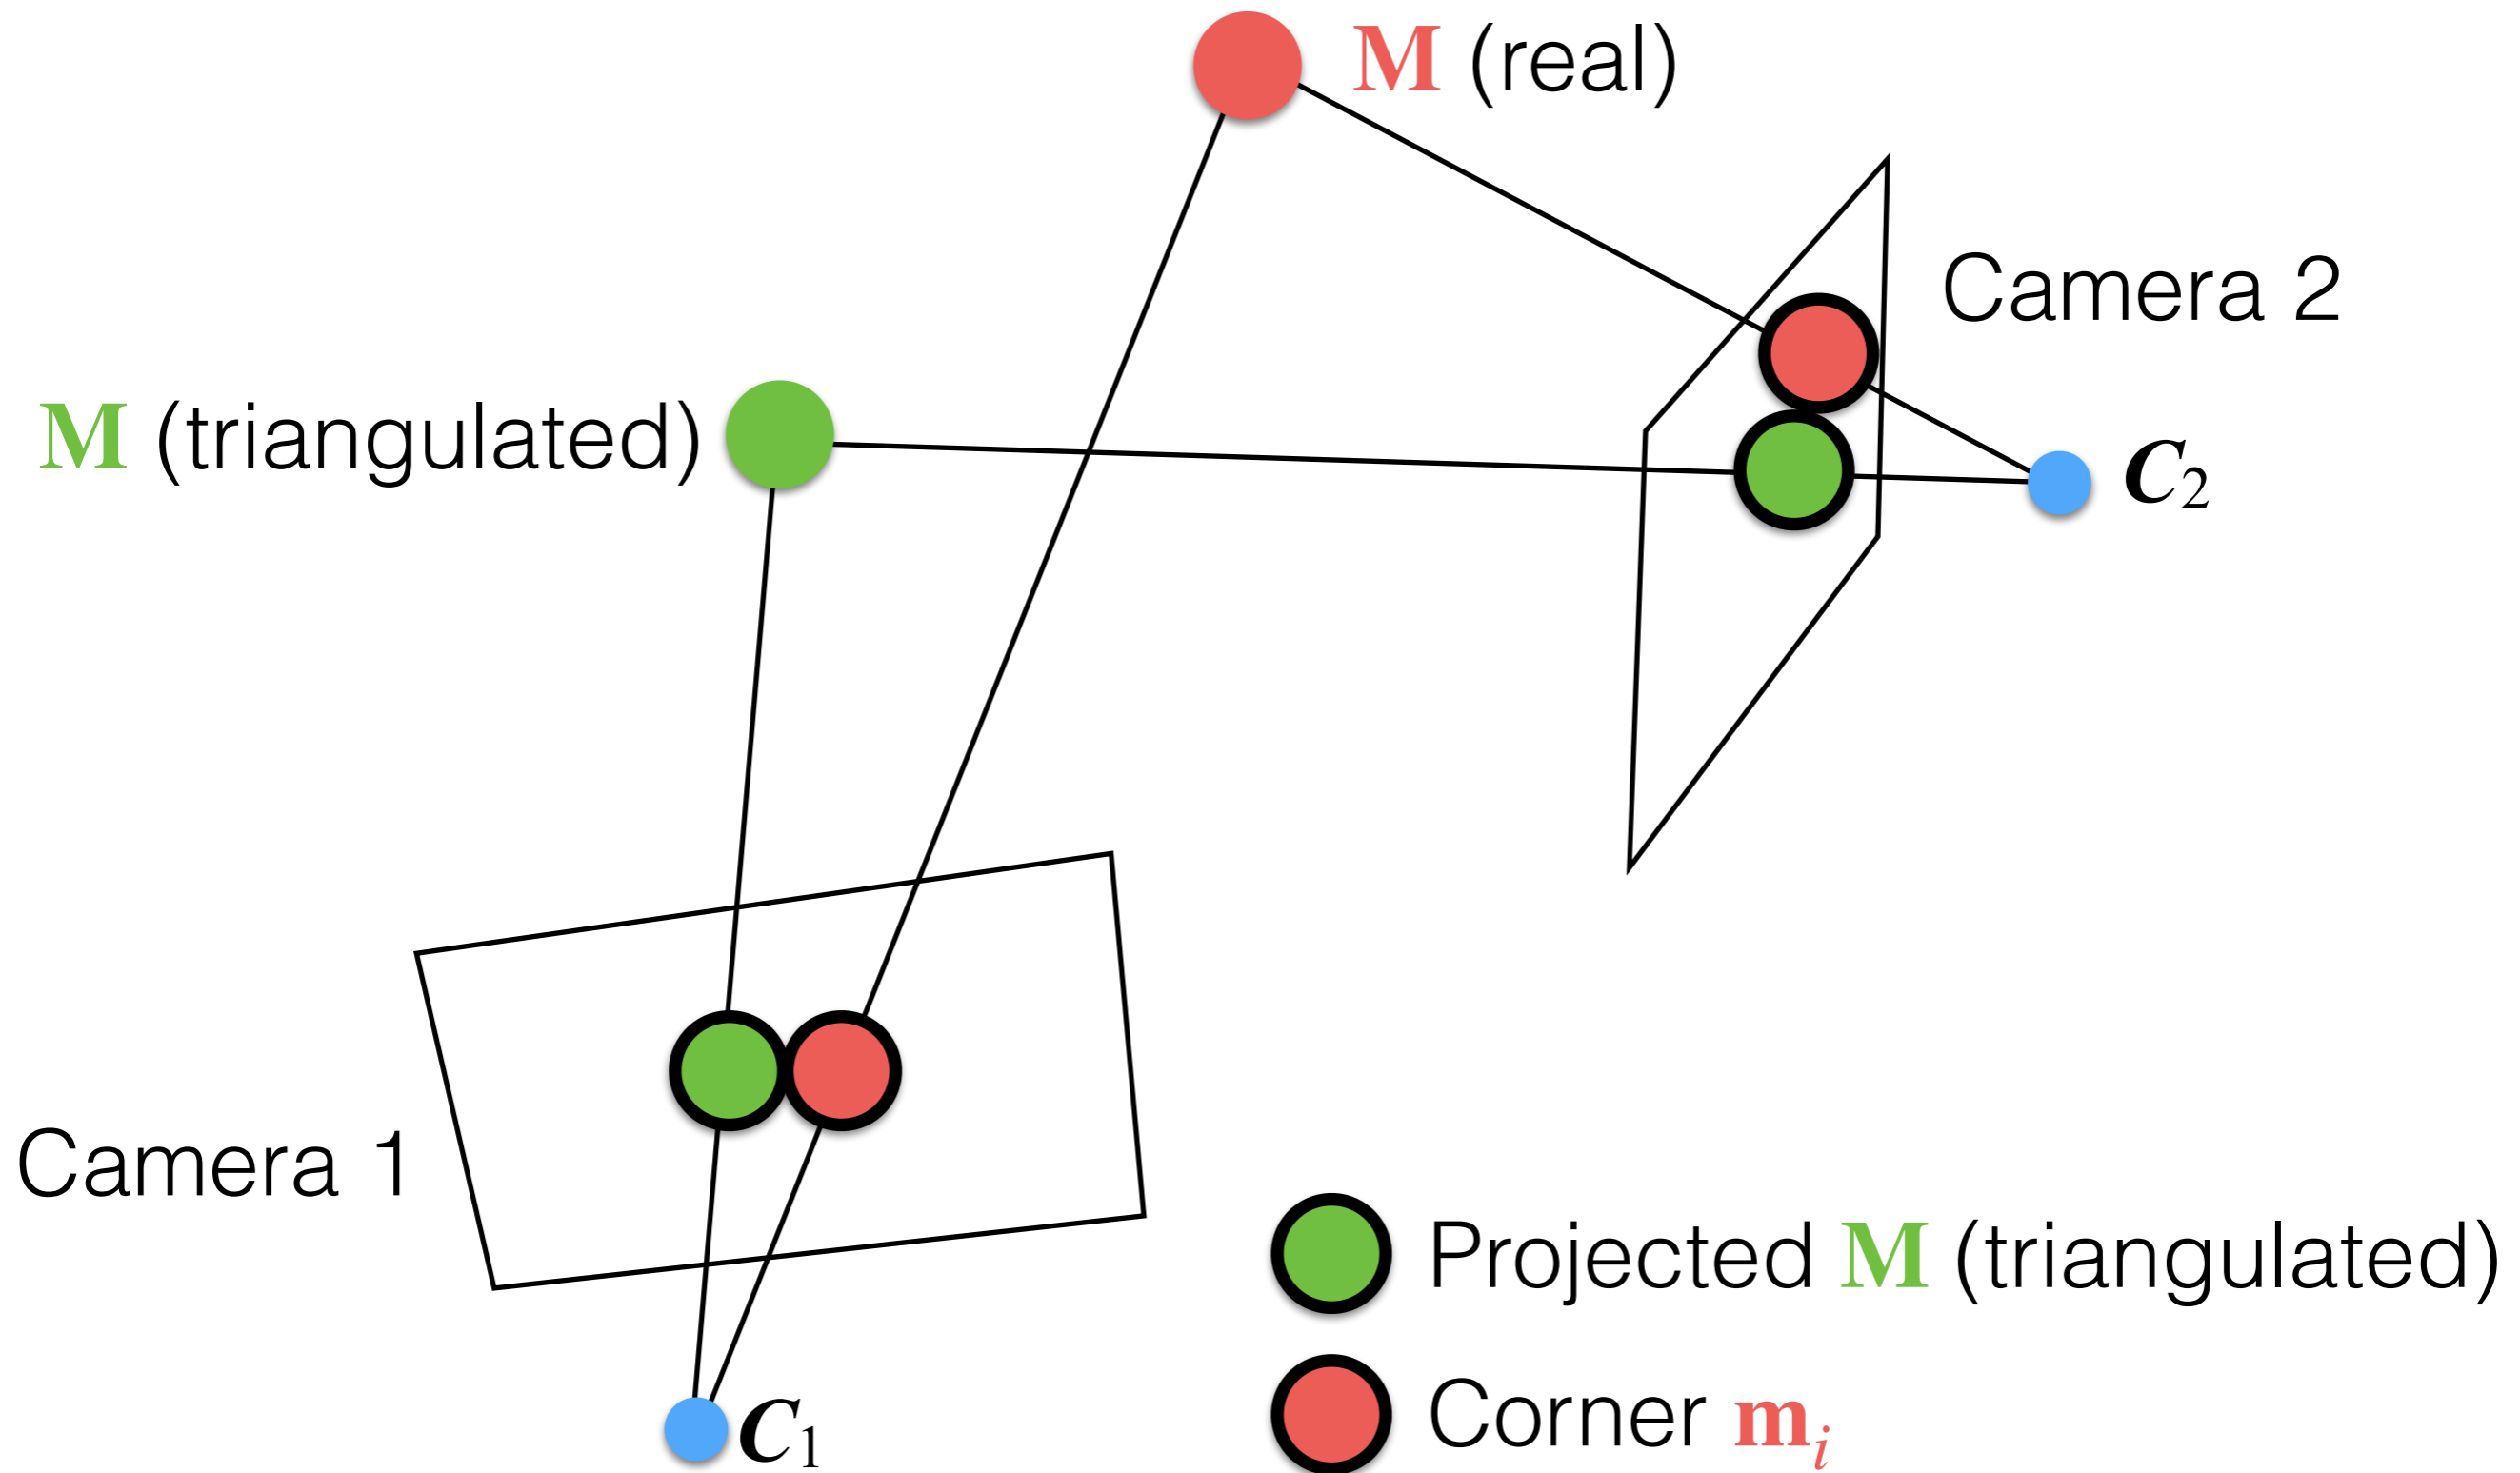 M (real)
Camera 2
M (triangulated)
C2
Camera 1
Projected M (triangulated)
Corner mi
C1